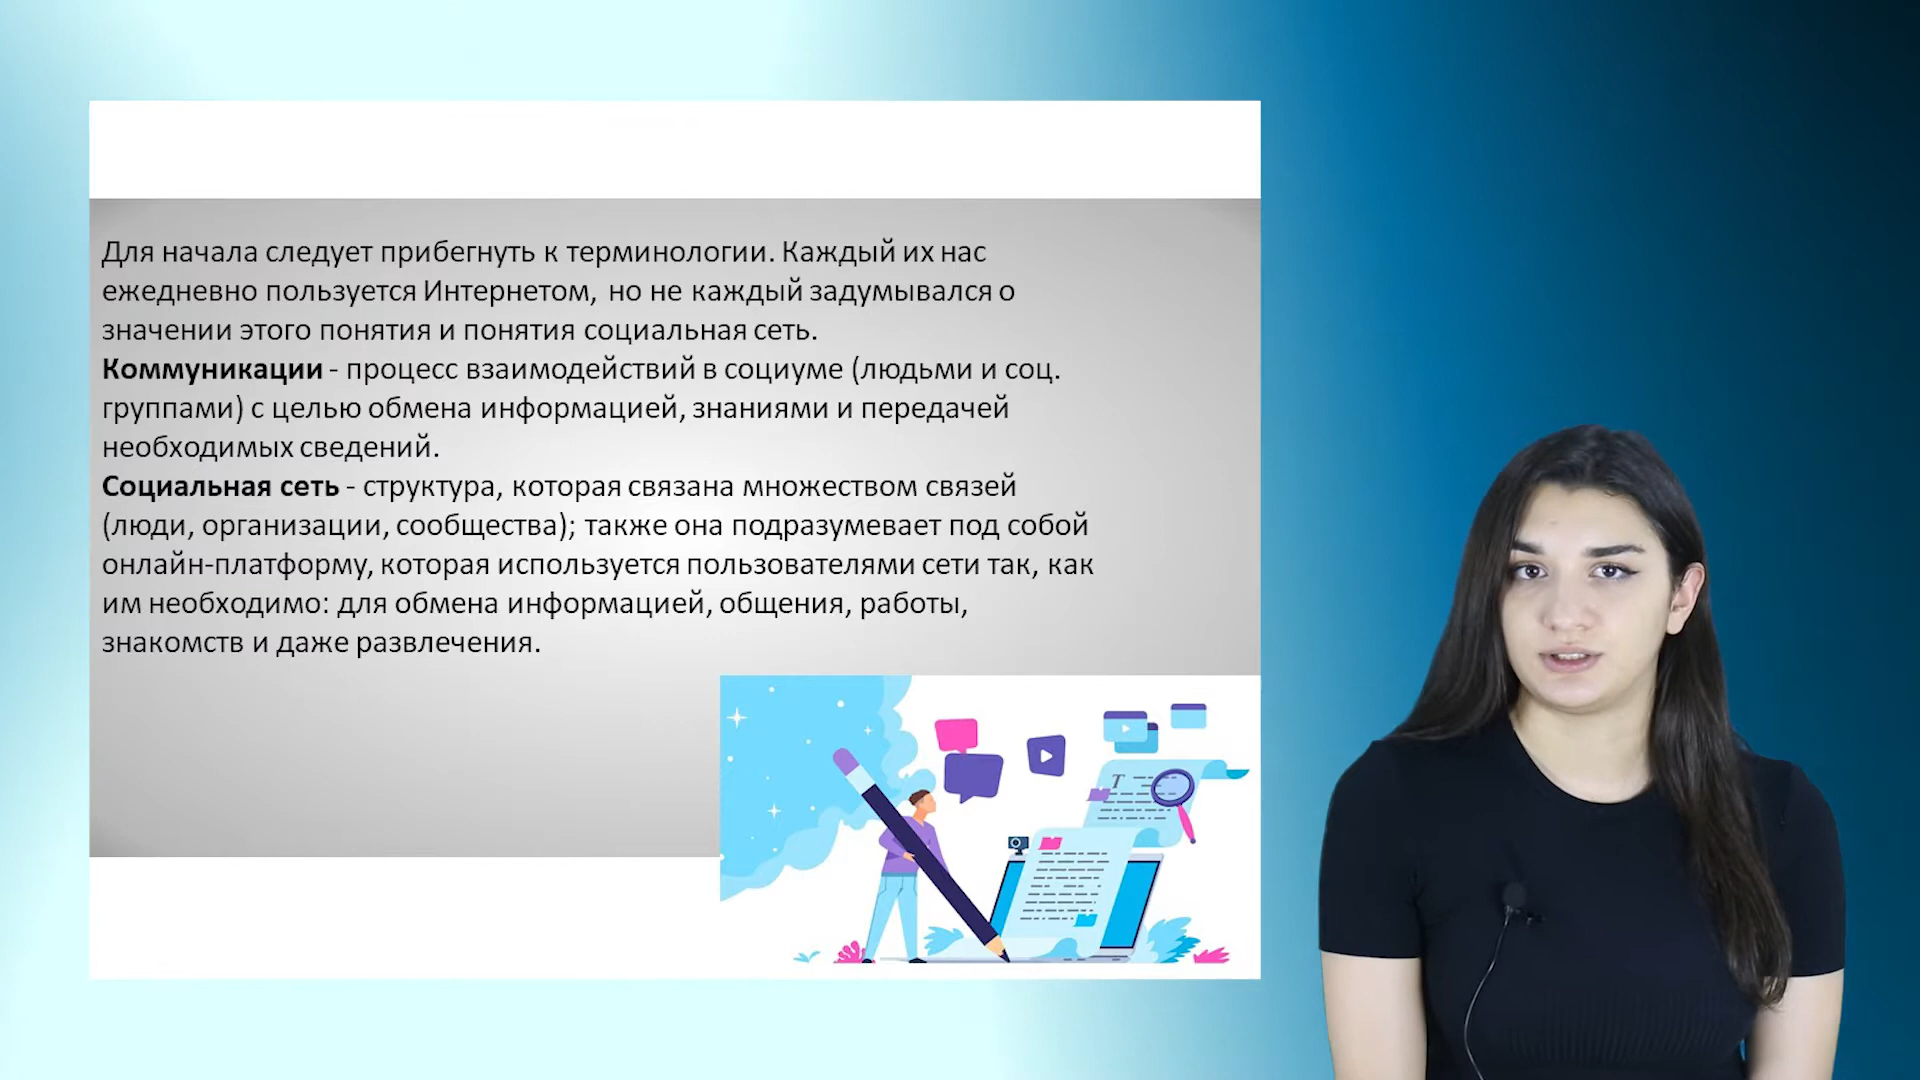 Для начала следует прибегнуть к терминологии. Каждый их нас
ежедневно пользуется Интернетом, но не каждый задумывался о
значении этого понятия и понятия социальная сеть.
Коммуникации - процесс взаимодействий в социуме (людьми и соц.
группами) с целью обмена информацией, знаниями и передачей
необходимых сведений.
Социальная сеть - структура, которая связана множеством связей
(люди, организации, сообщества); также она подразумевает под собой
онлайн-платформу, которая используется пользователями сети так, как
им необходимо: для обмена информацией, общения, работы,
знакомств и даже развлечения.
T